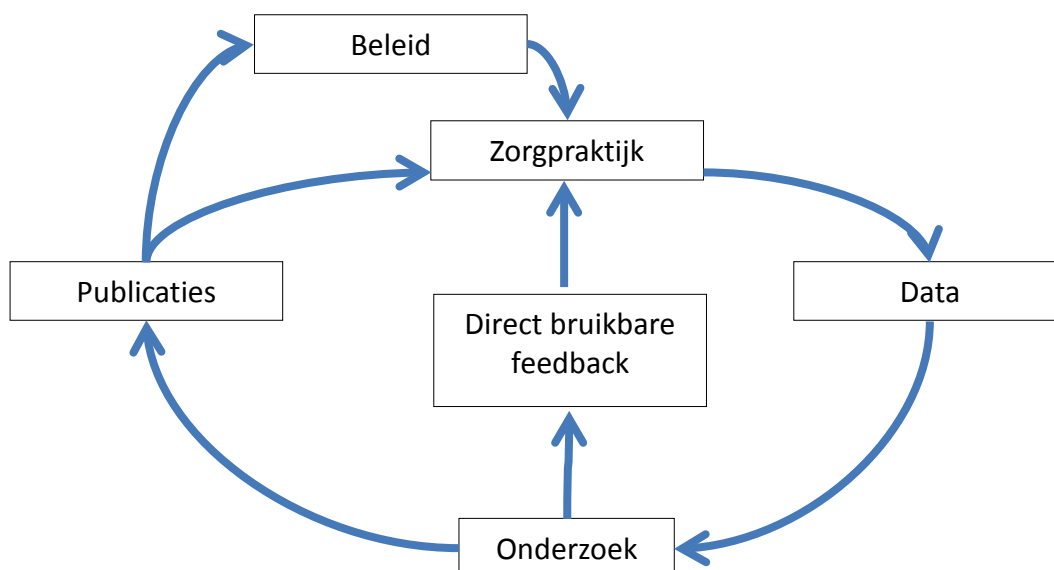 Beleid
Zorgpraktijk
Publicaties
Data
Direct bruikbare
feedback
Onderzoek